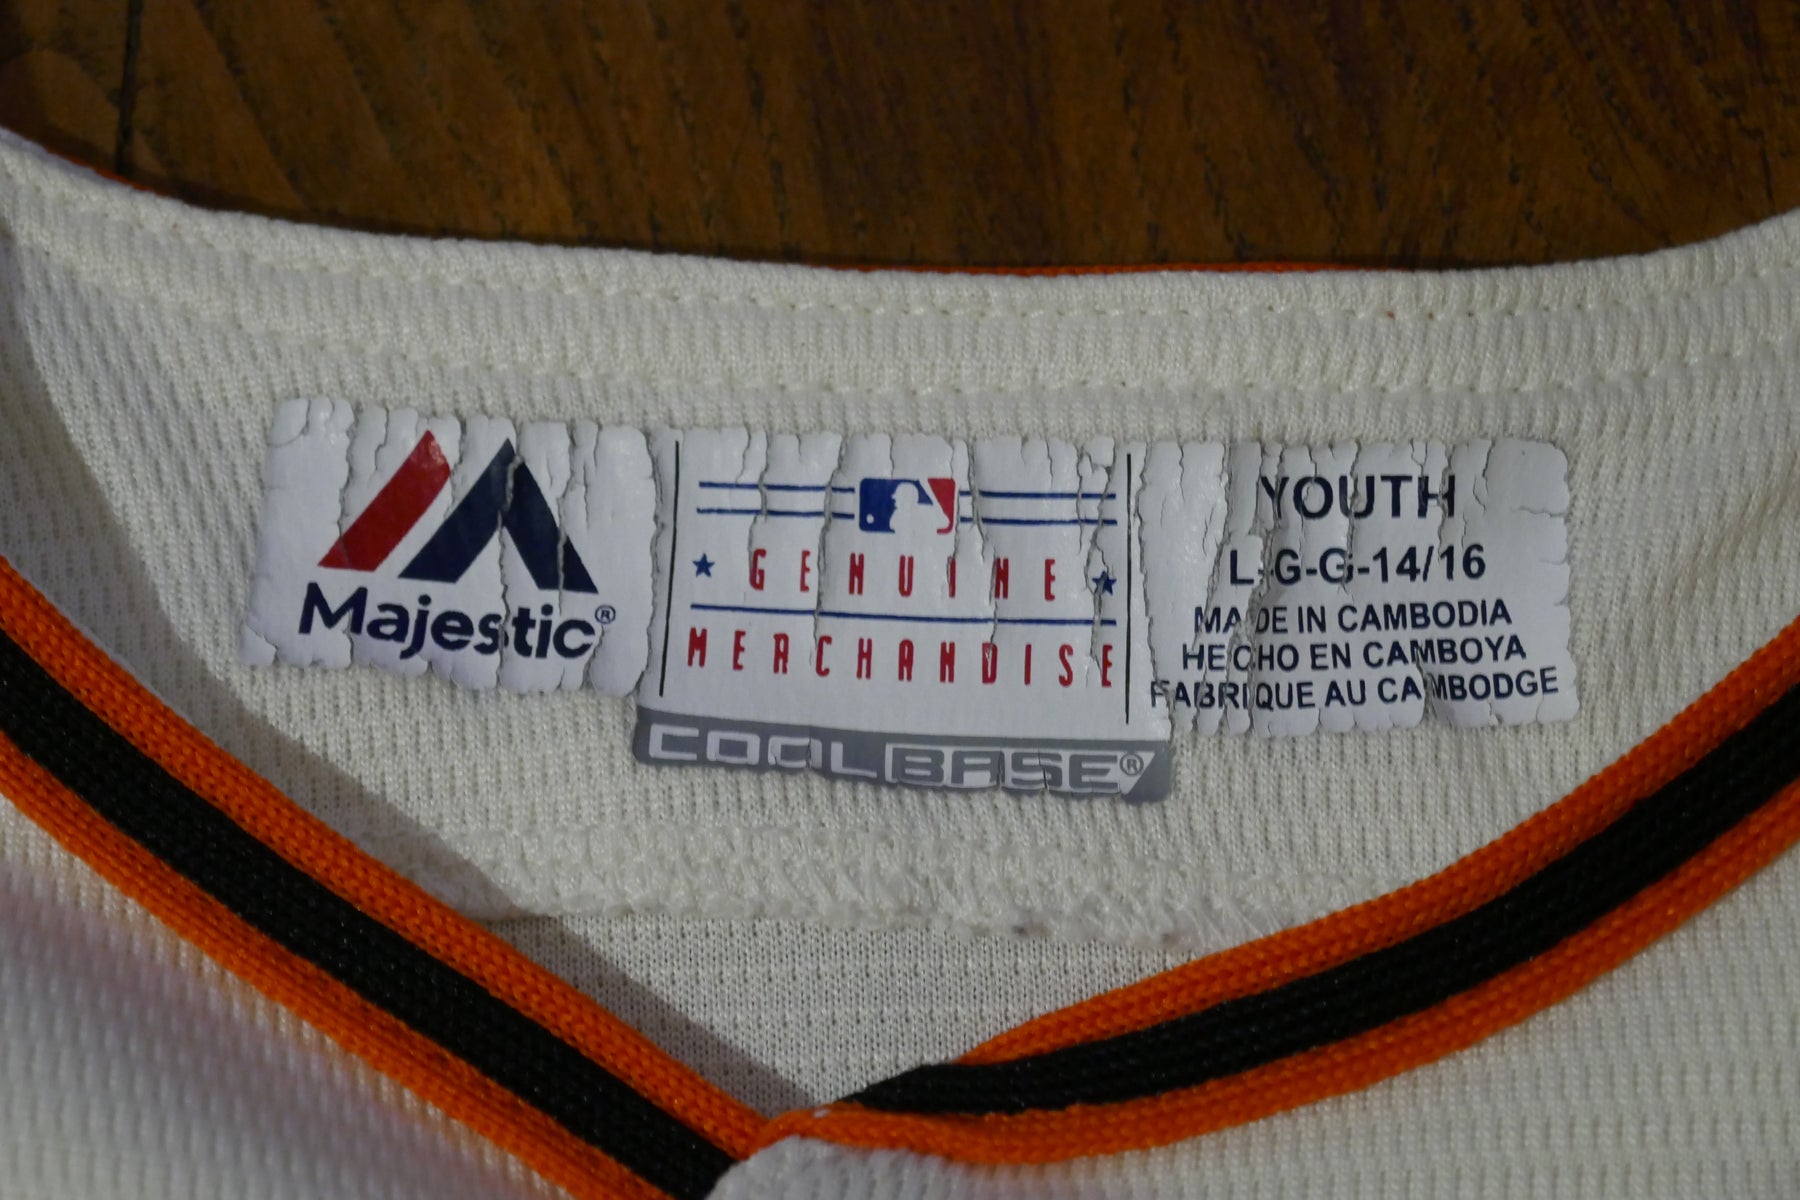 Majestic®
GENUINE
MERCHANDISE
COOLBASE®
YOUTH
L-G-G-14/16
MADE IN CAMBODIA
HECHO EN CAMBOYA
FABRIQUE AU CAMBODGE